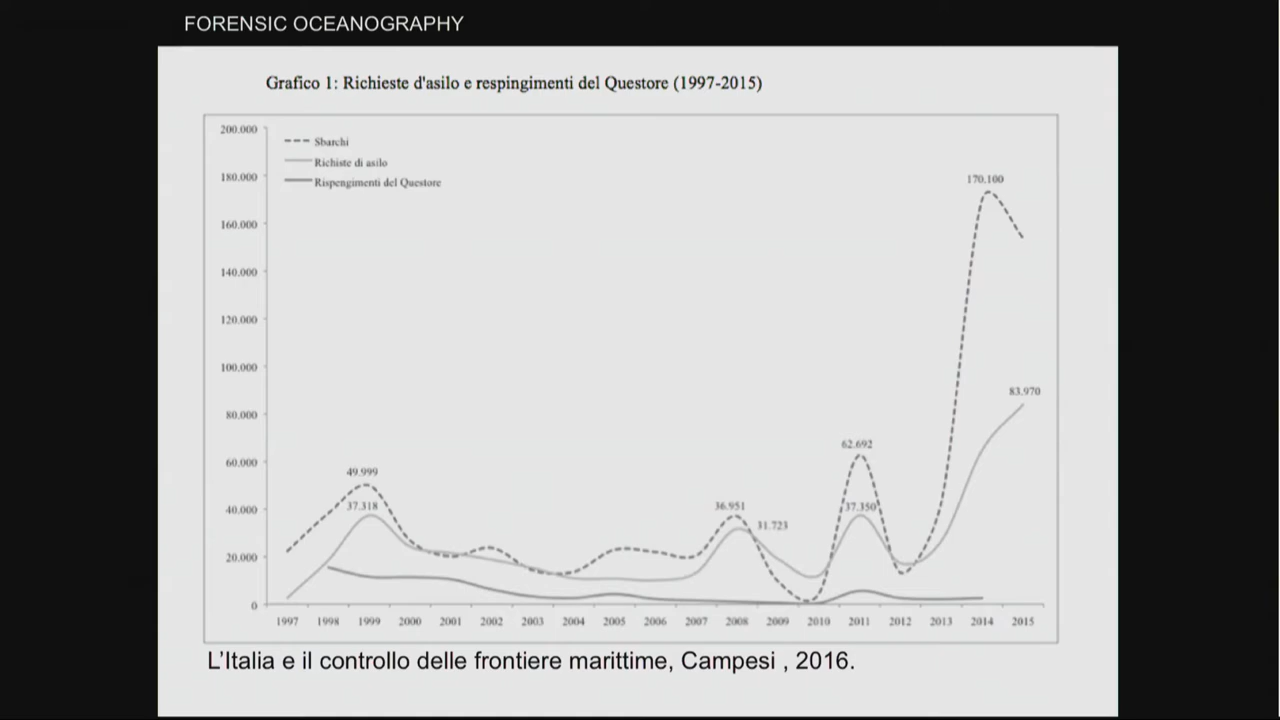 FORENSIC OCEANOGRAPHY
Grafico 1: Richieste d'asilo e respingimenti del Questore (1997-2015)
200.000
180.000
160.000
140.000
120.000
100.000
80.000
60.000
40.000
20.000
0
Sbarchi
Richiste di asilo
Rispengimenti del Questore
49.999
37.318
36.951
31.723
62.692
37.350
170.100
83.970
1997 1998 1999 2000 2001 2002 2003 2004 2005 2006 2007 2008 2009 2010 2011 2012 2013 2014 2015
L'Italia e il controllo delle frontiere marittime, Campesi , 2016.